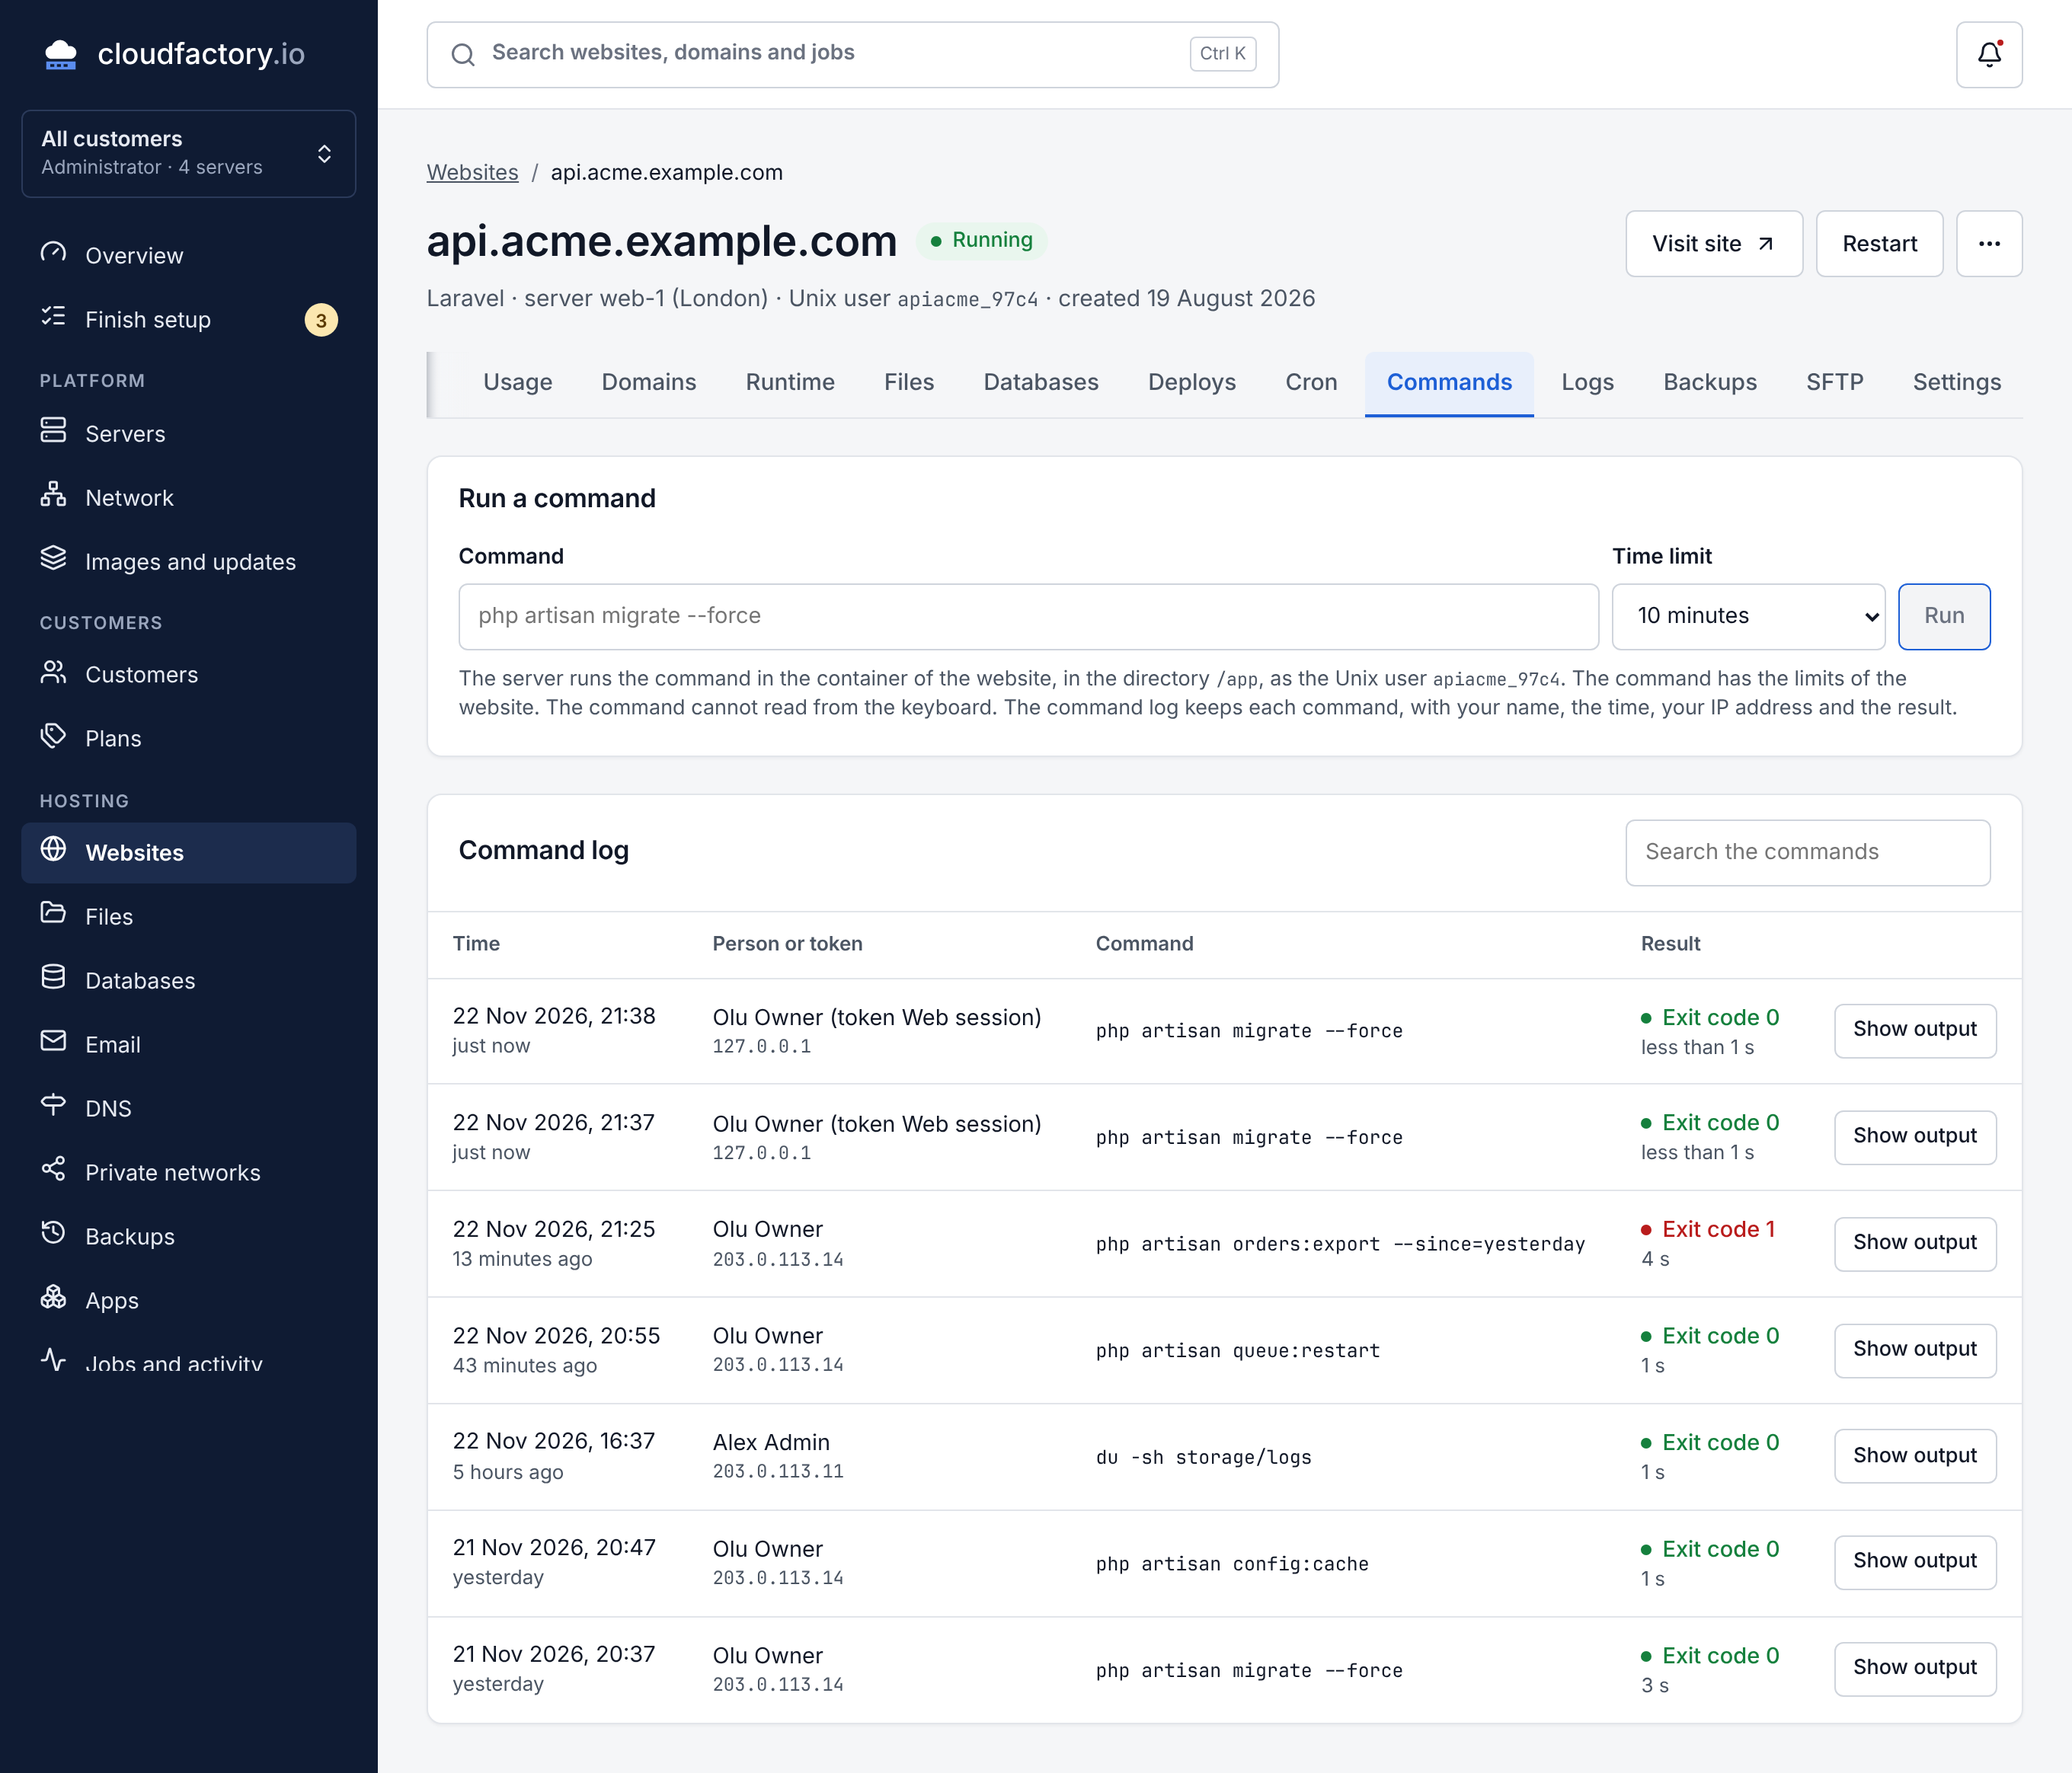 cloudfactory.io
All customers
Administrator · 4 servers
Overview
Finish setup
3
PLATFORM
Servers
Network
Images and updates
CUSTOMERS
Customers
Plans
HOSTING
Websites
Files
Databases
Email
DNS
Private networks
Backups
Apps
Jobs and activity
Search websites, domains and jobs
Ctrl K
Websites / api.acme.example.com
api.acme.example.com
Running
Visit site
Restart
Laravel · server web-1 (London) · Unix user apiacme_97c4 · created 19 August 2026
Usage
Domains
Runtime
Files
Databases
Deploys
Cron
Commands
Logs
Backups
SFTP
Settings
Run a command
Command
Time limit
php artisan migrate --force
10 minutes
Run
The server runs the command in the container of the website, in the directory /app, as the Unix user apiacme_97c4. The command has the limits of the
website. The command cannot read from the keyboard. The command log keeps each command, with your name, the time, your IP address and the result.
Command log
Search the commands
Time
Person or token
Command
Result
22 Nov 2026, 21:38
just now
Olu Owner (token Web session)
127.0.0.1
php artisan migrate --force
Exit code 0
less than 1 s
Show output
22 Nov 2026, 21:37
just now
Olu Owner (token Web session)
127.0.0.1
php artisan migrate --force
Exit code 0
less than 1 s
Show output
22 Nov 2026, 21:25
13 minutes ago
Olu Owner
203.0.113.14
php artisan orders:export --since=yesterday
Exit code 1
4 s
Show output
22 Nov 2026, 20:55
43 minutes ago
Olu Owner
203.0.113.14
php artisan queue:restart
Exit code 0
1 s
Show output
22 Nov 2026, 16:37
5 hours ago
Alex Admin
203.0.113.11
du -sh storage/logs
Exit code 0
1 s
Show output
21 Nov 2026, 20:47
yesterday
Olu Owner
203.0.113.14
php artisan config:cache
Exit code 0
1 s
Show output
21 Nov 2026, 20:37
yesterday
Olu Owner
203.0.113.14
php artisan migrate --force
Exit code 0
3 s
Show output